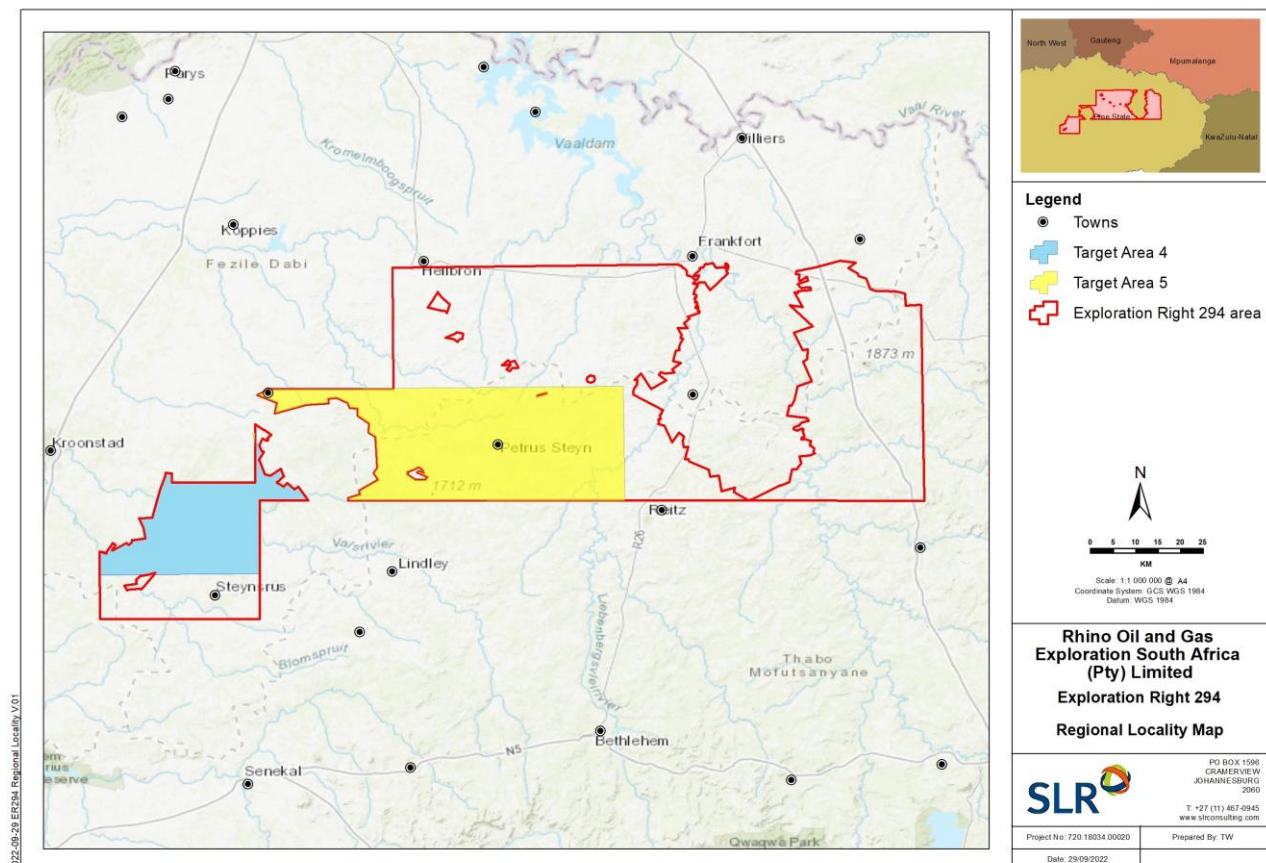 Parys
Vaal River
Villiers
Vaaldam
Kromelmboogspruit
Koppies
Fezile Dabi
Frankfort
Heilbron
1873 m
Kroonstad
Petrus Steyn
1712 m
Reitz
R26
Valsrivier
Lindley
Steynsrus
Liebenbergsvleirivier
Blomspruit
Thabo
Mofutsanyane
Bethlehem
N5
Senekal
Qwaqwa Park
022-09-29 ER294 Regional Locality V.01
North West
Gauteng
Mpumalanga
Free State
KwaZulu-Natal
Legend
Towns
Target Area 4
Target Area 5
Exploration Right 294 area
N
0 5 10 15 20 25
KM
Scale: 1:1 000 000 @ A4
Coordinate System: GCS WGS 1984
Datum: WGS 1984
Rhino Oil and Gas
Exploration South Africa
(Pty) Limited
Exploration Right 294
Regional Locality Map
SLR
PO BOX 1596
CRAMERVIEW
JOHANNESBURG
2060
T: +27 (11) 467-0945
www.slrconsulting.com
Project No: 720.18034.00020
Prepared By: TW
Date: 29/09/2022